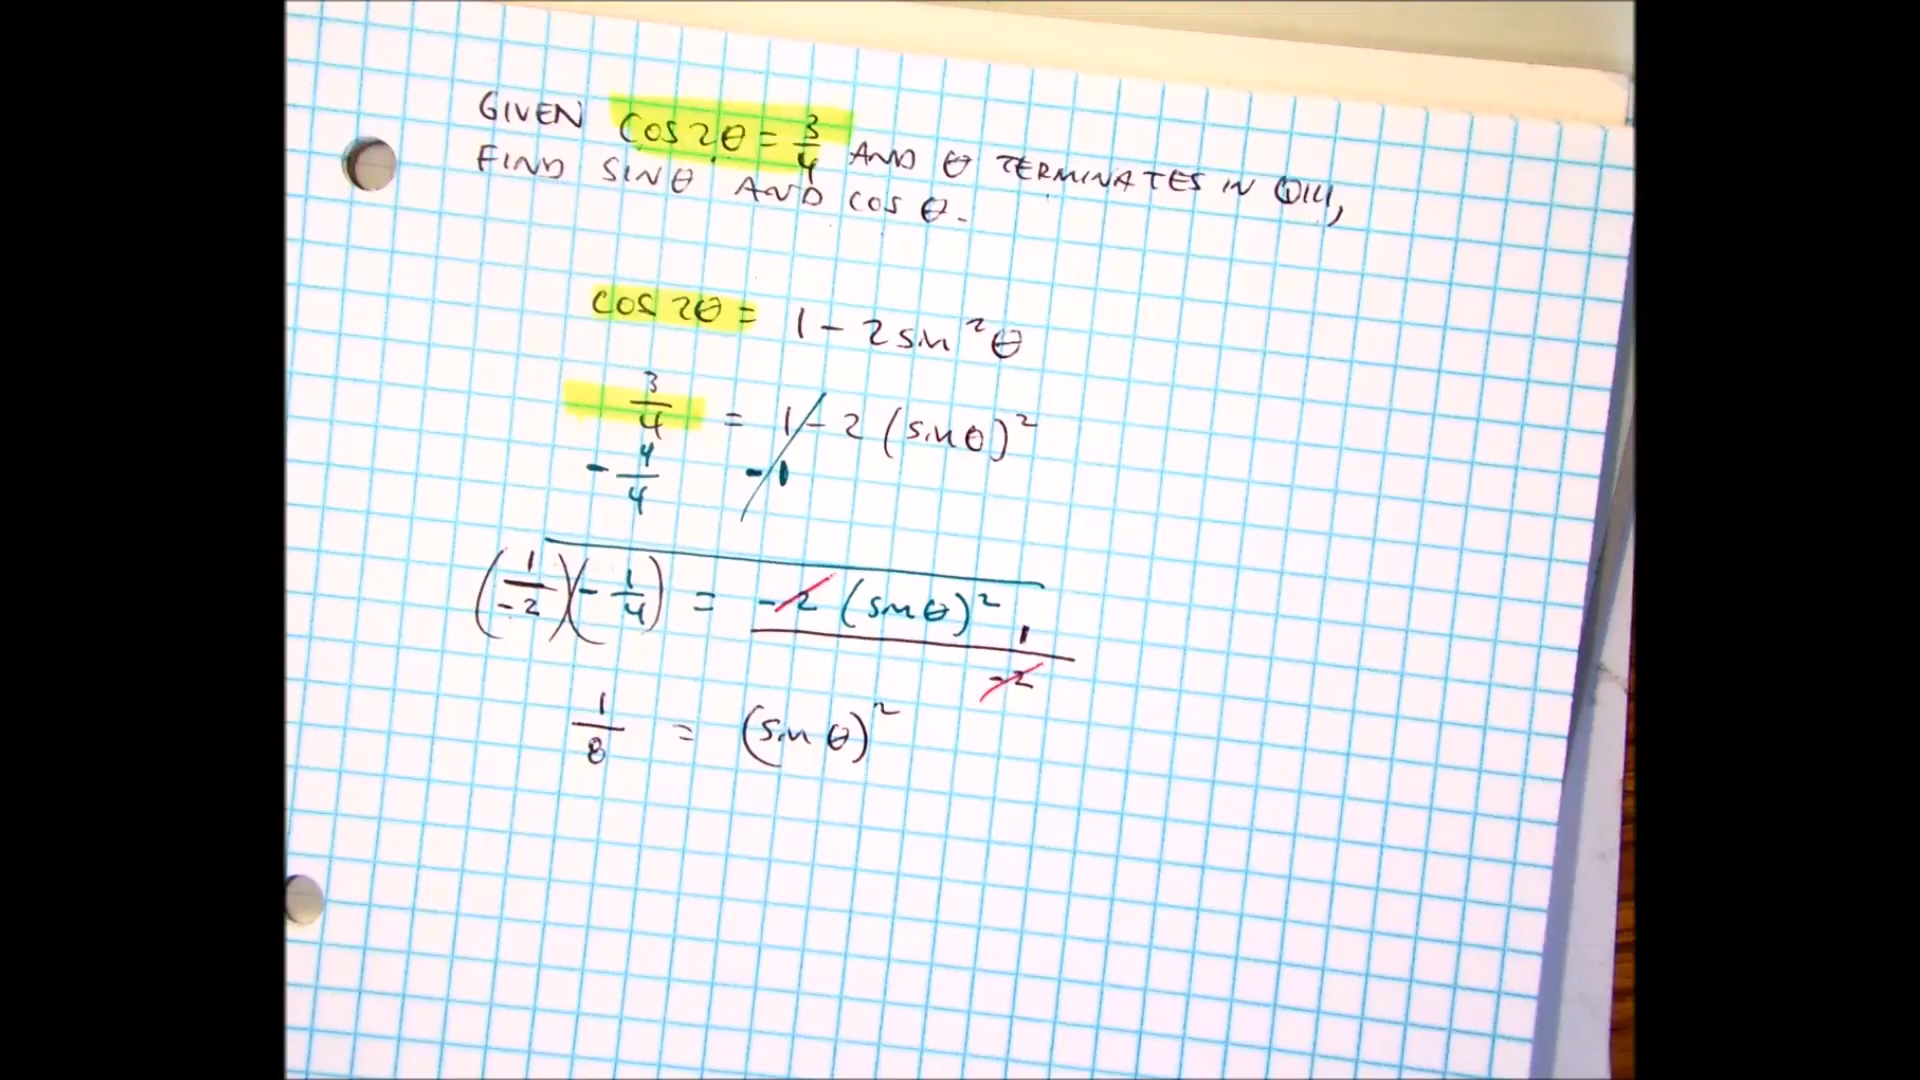 GIVEN COS 2θ = 3/4 AND θ TERMINATES IN QIII,
FIND SIN θ AND COS θ.
COS 2θ = 1 - 2 sin²θ
3/4 = 1 - 2 (sin θ)²
- 4/4 -1
(1/-2)(-1/4) = -2 (sin θ)² 1
-2
1/8 = (sin θ)²